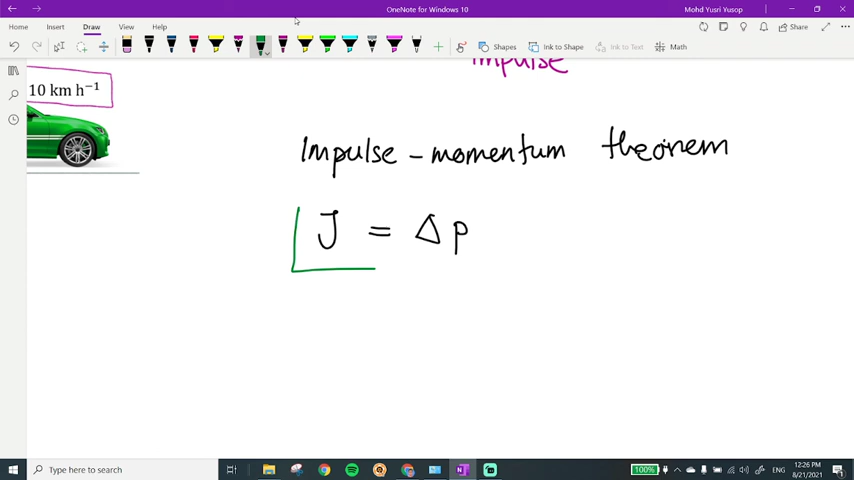 OneNote for Windows 10
Mohd Yusri Yusop
Home Insert Draw View Help
Share
Shapes Ink to Shape Ink to Text Math
Impulse
10 km h⁻¹
Impulse - momentum theorem
J = Δ p
Type here to search
100%
ENG
12:26 PM
8/21/2021